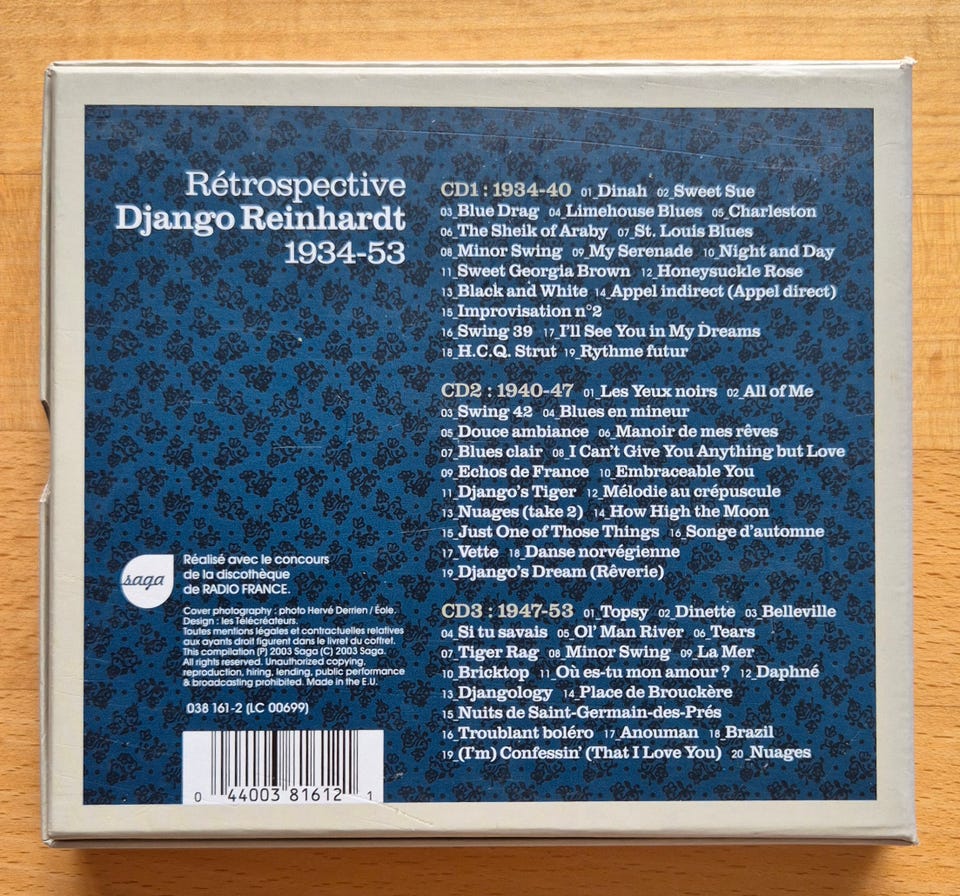 Rétrospective
Django Reinhardt
1934-53
CD1 : 1934-40 01_Dinah 02_Sweet Sue
03_Blue Drag 04_Limehouse Blues 05_Charleston
06_The Sheik of Araby 07_St. Louis Blues
08_Minor Swing 09_My Serenade 10_Night and Day
11_Sweet Georgia Brown 12_Honeysuckle Rose
13_Black and White 14_Appel indirect (Appel direct)
15_Improvisation n°2
16_Swing 39 17_I'll See You in My Dreams
18_H.C.Q. Strut 19_Rythme futur
CD2 : 1940-47 01_Les Yeux noirs 02_All of Me
03_Swing 42 04_Blues en mineur
05_Douce ambiance 06_Manoir de mes rêves
07_Blues clair 08_I Can't Give You Anything but Love
09_Echos de France 10_Embraceable You
11_Django's Tiger 12_Mélodie au crépuscule
13_Nuages (take 2) 14_How High the Moon
15_Just One of Those Things 16_Songe d'automne
17_Vette 18_Danse norvégienne
19_Django's Dream (Rêverie)
CD3 : 1947-53 01_Topsy 02_Dinette 03_Belleville
04_Si tu savais 05_Ol' Man River 06_Tears
07_Tiger Rag 08_Minor Swing 09_La Mer
10_Bricktop 11_Où es-tu mon amour ? 12_Daphné
13_Djangology 14_Place de Brouckère
15_Nuits de Saint-Germain-des-Prés
16_Troublant boléro 17_Anouman 18_Brazil
19_(I'm) Confessin' (That I Love You) 20_Nuages
saga
Réalisé avec le concours
de la discothèque
de RADIO FRANCE.
Cover photography : photo Hervé Derrien / Éole.
Design : les Télécréateurs.
Toutes mentions légales et contractuelles relatives
aux ayants droit figurent dans le livret du coffret.
This compilation (P) 2003 Saga (C) 2003 Saga.
All rights reserved. Unauthorized copying,
reproduction, hiring, lending, public performance
& broadcasting prohibited. Made in the E.U.
038 161-2 (LC 00699)
0 44003 81612 1